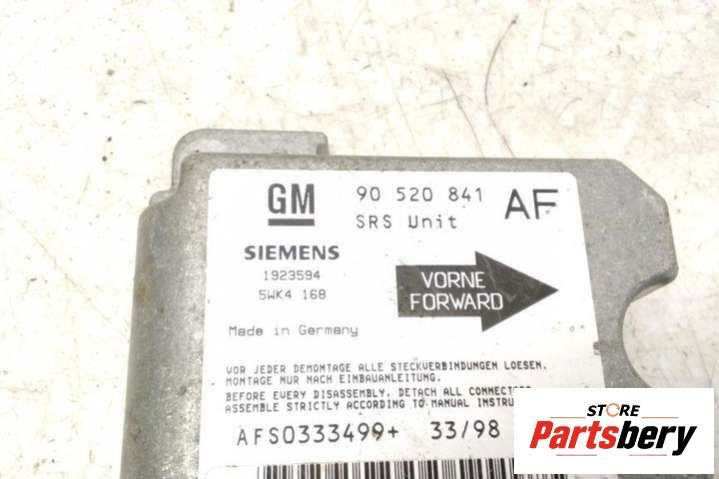 GM 90 520 841 AF
SRS Unit
SIEMENS
1923594
5WK4 168
VORNE
FORWARD
Made in Germany
VOR JEDER DEMONTAGE ALLE STECKVERBINDUNGEN LOESEN.
MONTAGE NUR NACH EINBAUANLEITUNG.
BEFORE EVERY DISASSEMBLY, DETACH ALL
ASSEMBLE STRICTLY ACCORDING TO MANUAL
AFS0333499+ 33/98
STORE
Partsbery